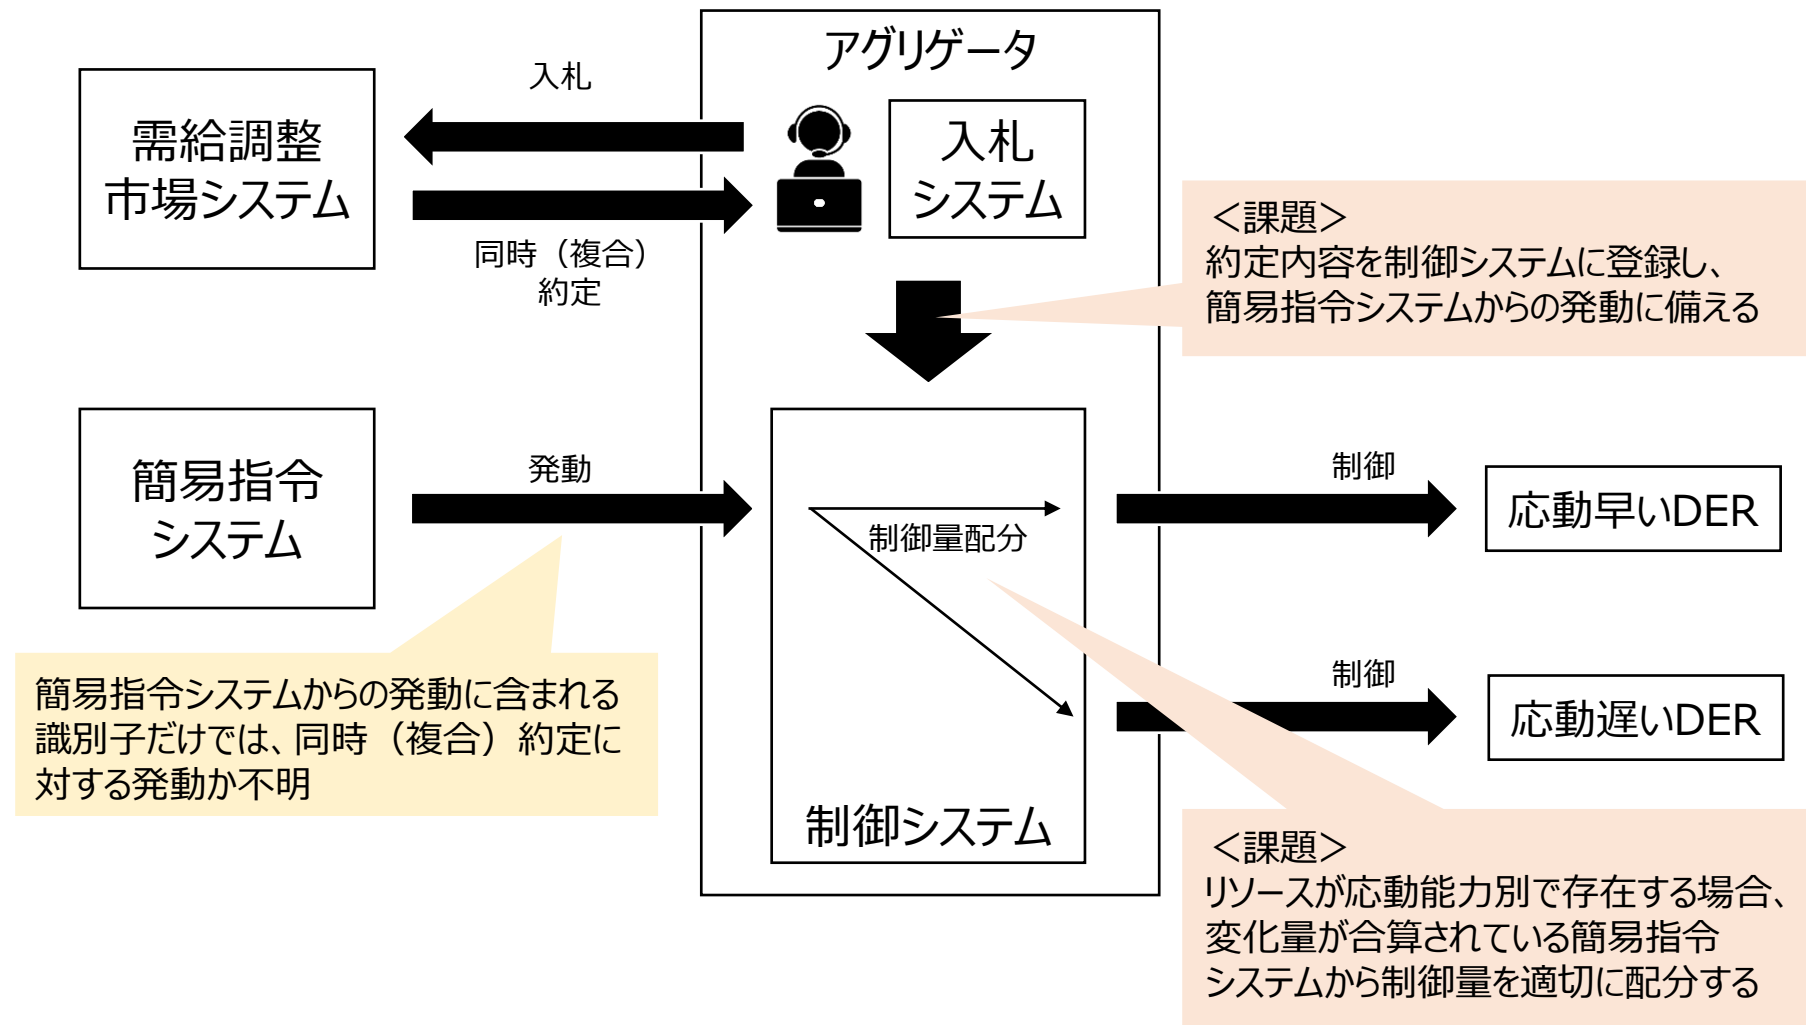 アグリゲータ
入札
需給調整
市場システム
入札
システム
同時（複合）
約定
＜課題＞
約定内容を制御システムに登録し、
簡易指令システムからの発動に備える
簡易指令
システム
発動
制御量配分
制御
応動早いDER
制御
応動遅いDER
簡易指令システムからの発動に含まれる
識別子だけでは、同時（複合）約定に
対する発動か不明
制御システム
＜課題＞
リソースが応動能力別で存在する場合、
変化量が合算されている簡易指令
システムから制御量を適切に配分する